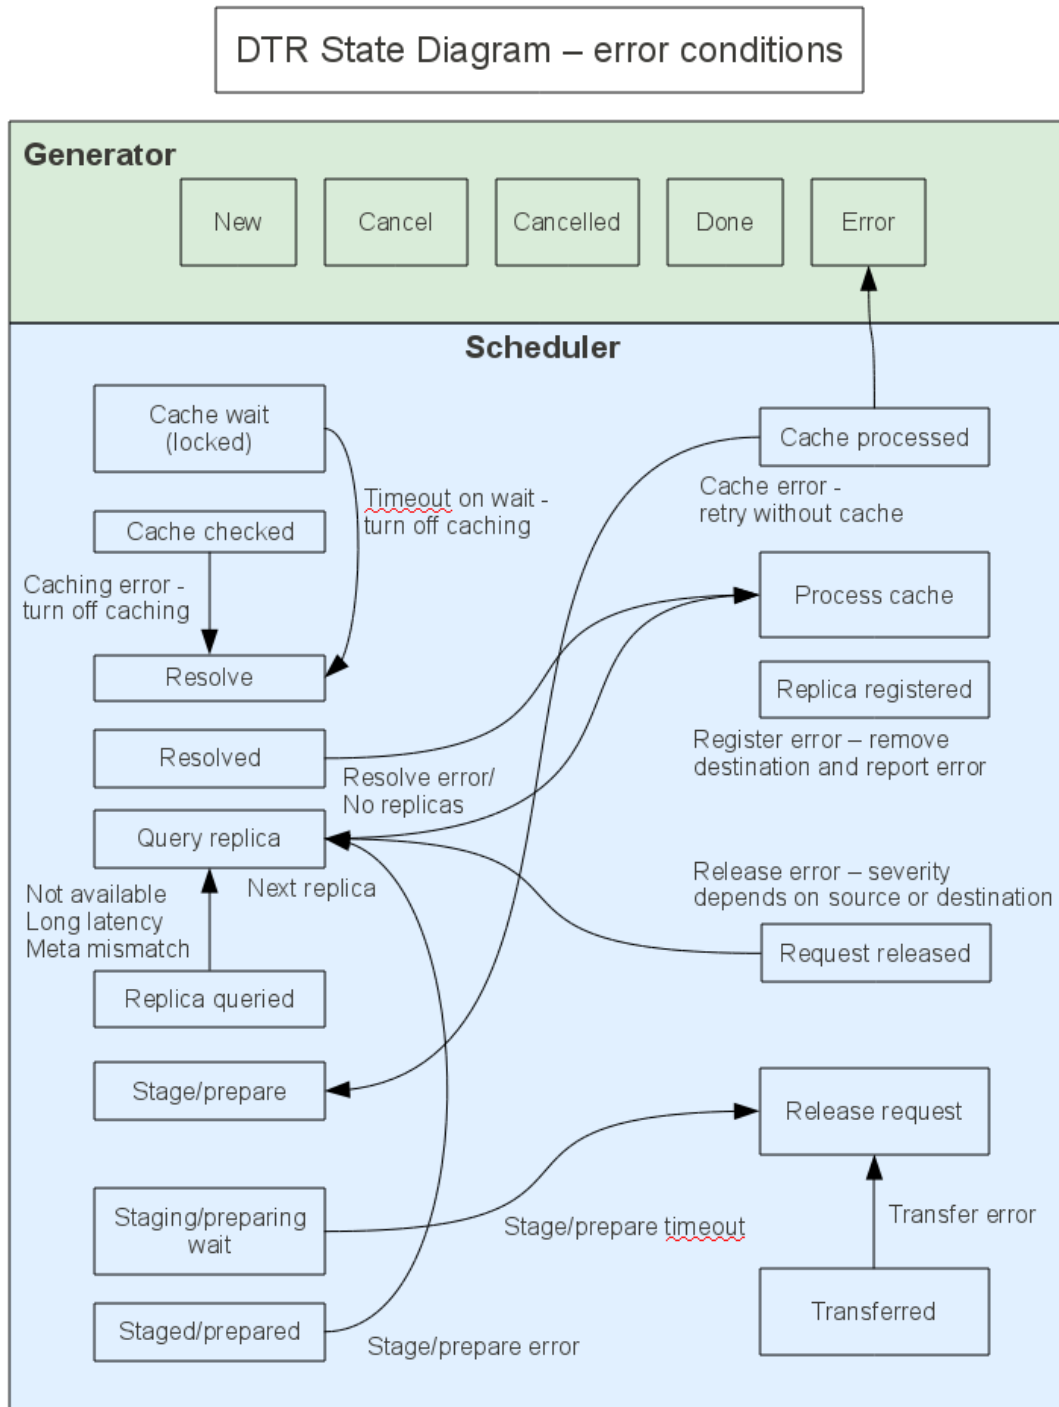 DTR State Diagram – error conditions
Generator
New
Cancel
Cancelled
Done
Error
Scheduler
Cache wait
(locked)
Timeout on wait -
turn off caching
Cache checked
Caching error -
turn off caching
Resolve
Resolved
Resolve error/
No replicas
Query replica
Next replica
Not available
Long latency
Meta mismatch
Replica queried
Stage/prepare
Staging/preparing
wait
Stage/prepare timeout
Staged/prepared
Stage/prepare error
Cache processed
Cache error -
retry without cache
Process cache
Replica registered
Register error – remove
destination and report error
Release error – severity
depends on source or destination
Request released
Release request
Transfer error
Transferred